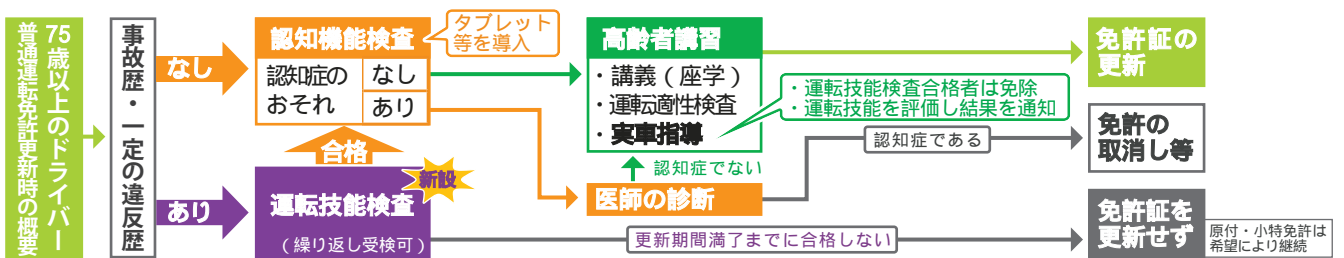 75歳以上のドライバー
普通運転免許更新時の概要
事故歴・一定の違反歴
なし
あり
認知機能検査
タブレット
等を導入
認知症の
おそれ
なし
あり
合格
運転技能検査
新設
(繰り返し受検可)
高齢者講習
・講義(座学)
・運転適性検査
・実車指導
・運転技能検査合格者は免除
・運転技能を評価し結果を通知
認知症でない
医師の診断
認知症である
更新期間満了までに合格しない
免許証の
更新
免許の
取消し等
免許証を
更新せず
原付・小特免許は
希望により継続